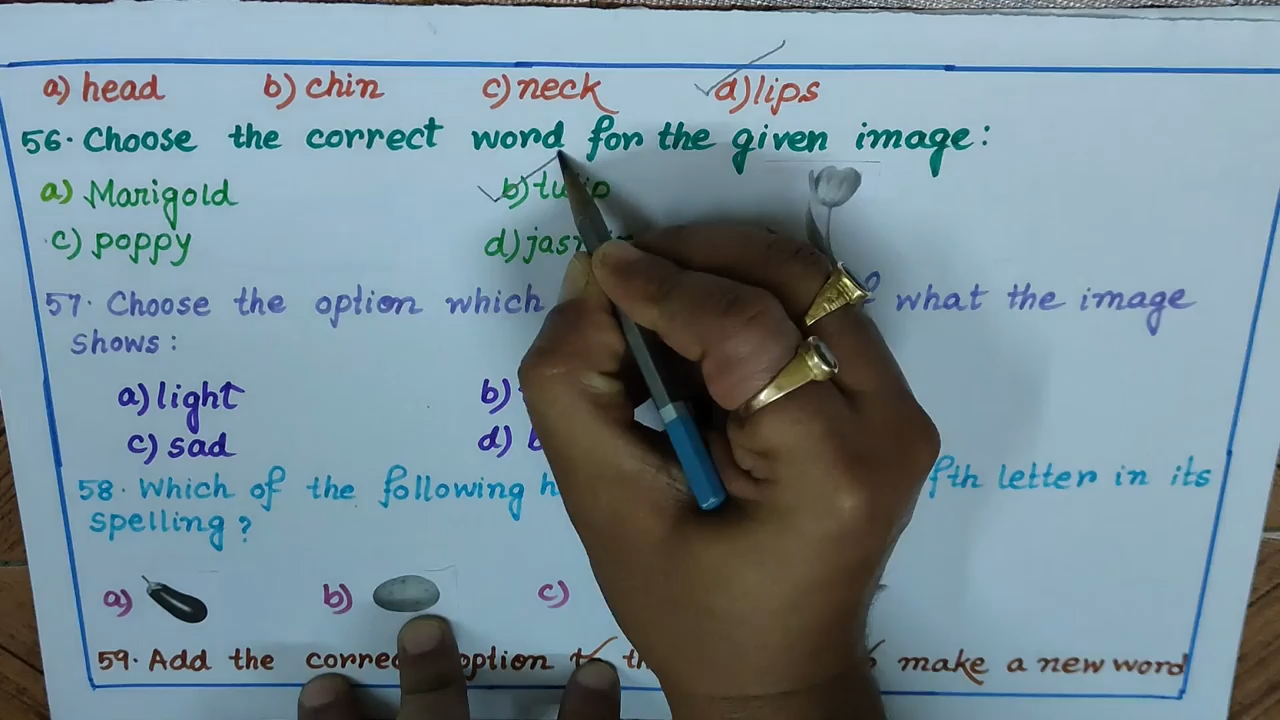 a) head b) chin c) neck d) lips
56. Choose the correct word for the given image:
a) Marigold b)
c) poppy d)
57. Choose the option which what the image
shows:
a) light b)
c) sad d)
58. Which of the following letter in its
spelling?
a) b) c)
59. Add the option make a new word